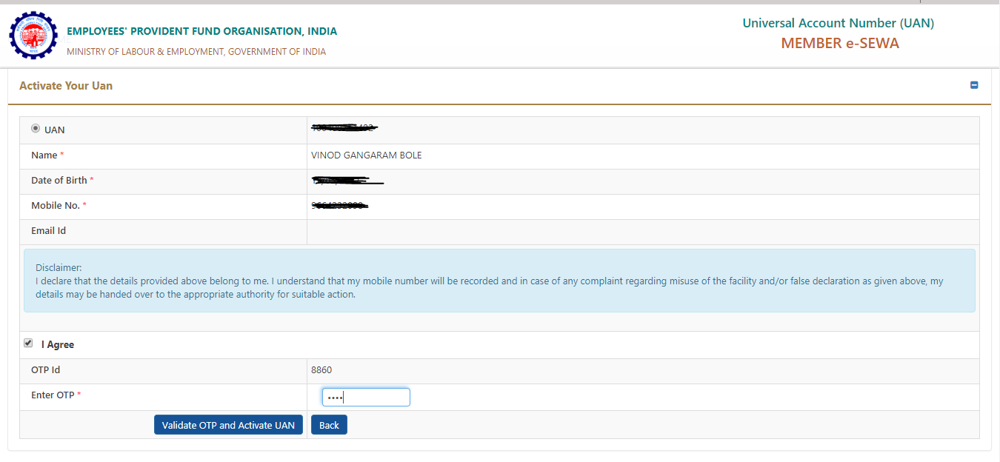 EMPLOYEES' PROVIDENT FUND ORGANISATION, INDIA
MINISTRY OF LABOUR & EMPLOYMENT, GOVERNMENT OF INDIA
Universal Account Number (UAN)
MEMBER e-SEWA
Activate Your Uan
UAN
Name * VINOD GANGARAM BOLE
Date of Birth *
Mobile No. *
Email Id
Disclaimer:
I declare that the details provided above belong to me. I understand that my mobile number will be recorded and in case of any complaint regarding misuse of the facility and/or false declaration as given above, my
details may be handed over to the appropriate authority for suitable action.
I Agree
OTP Id 8860
Enter OTP * ••••
Validate OTP and Activate UAN Back